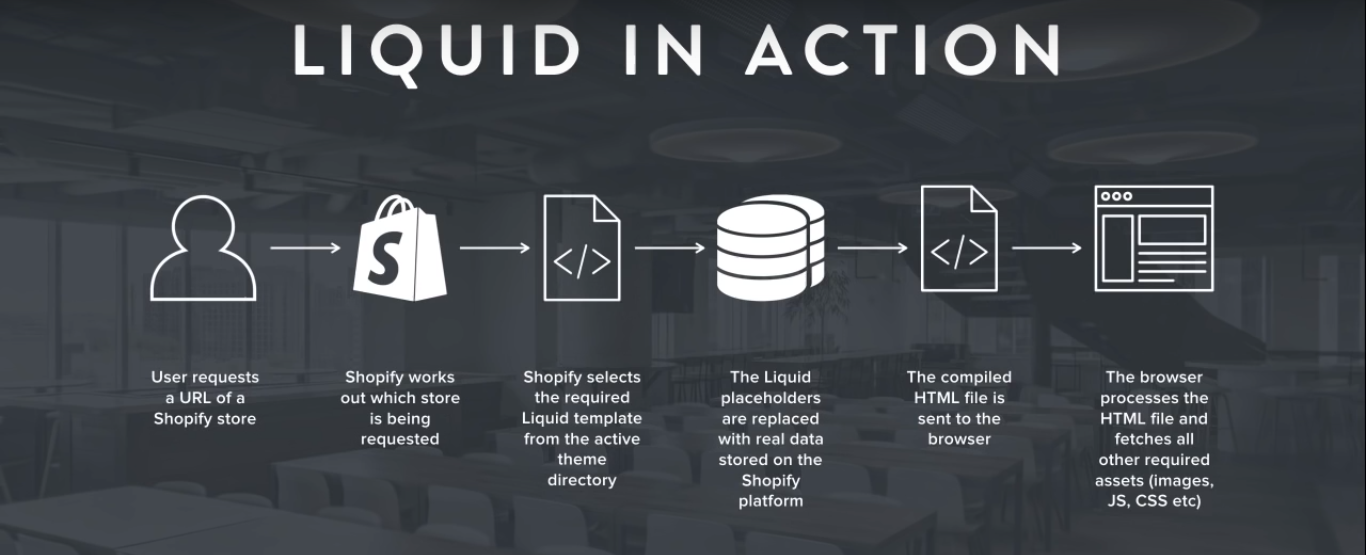 LIQUID IN ACTION
S
</>
</>
User requests
a URL of a
Shopify store
Shopify works
out which store
is being
requested
Shopify selects
the required
Liquid template
from the active
theme
directory
The Liquid
placeholders
are replaced
with real data
stored on the
Shopify
platform
The compiled
HTML file is
sent to the
browser
The browser
processes the
HTML file and
fetches all
other required
assets (images,
JS, CSS etc)